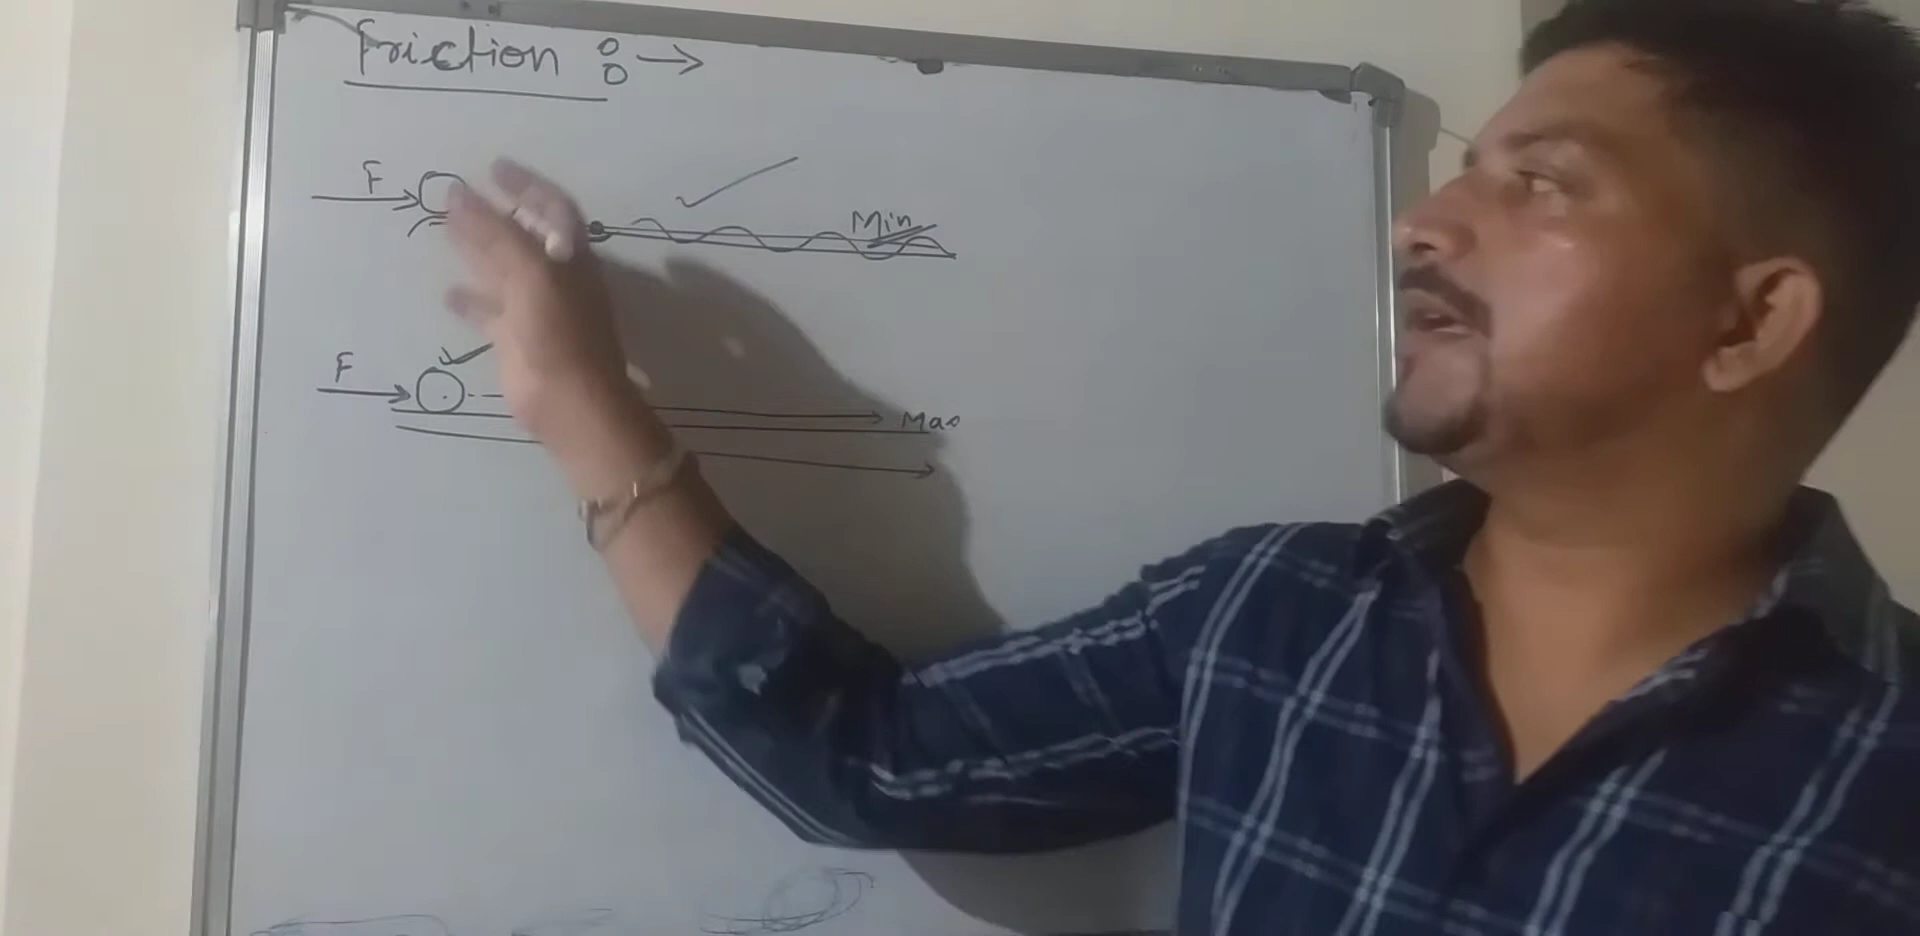 Friction :→
F
Min
F
Max